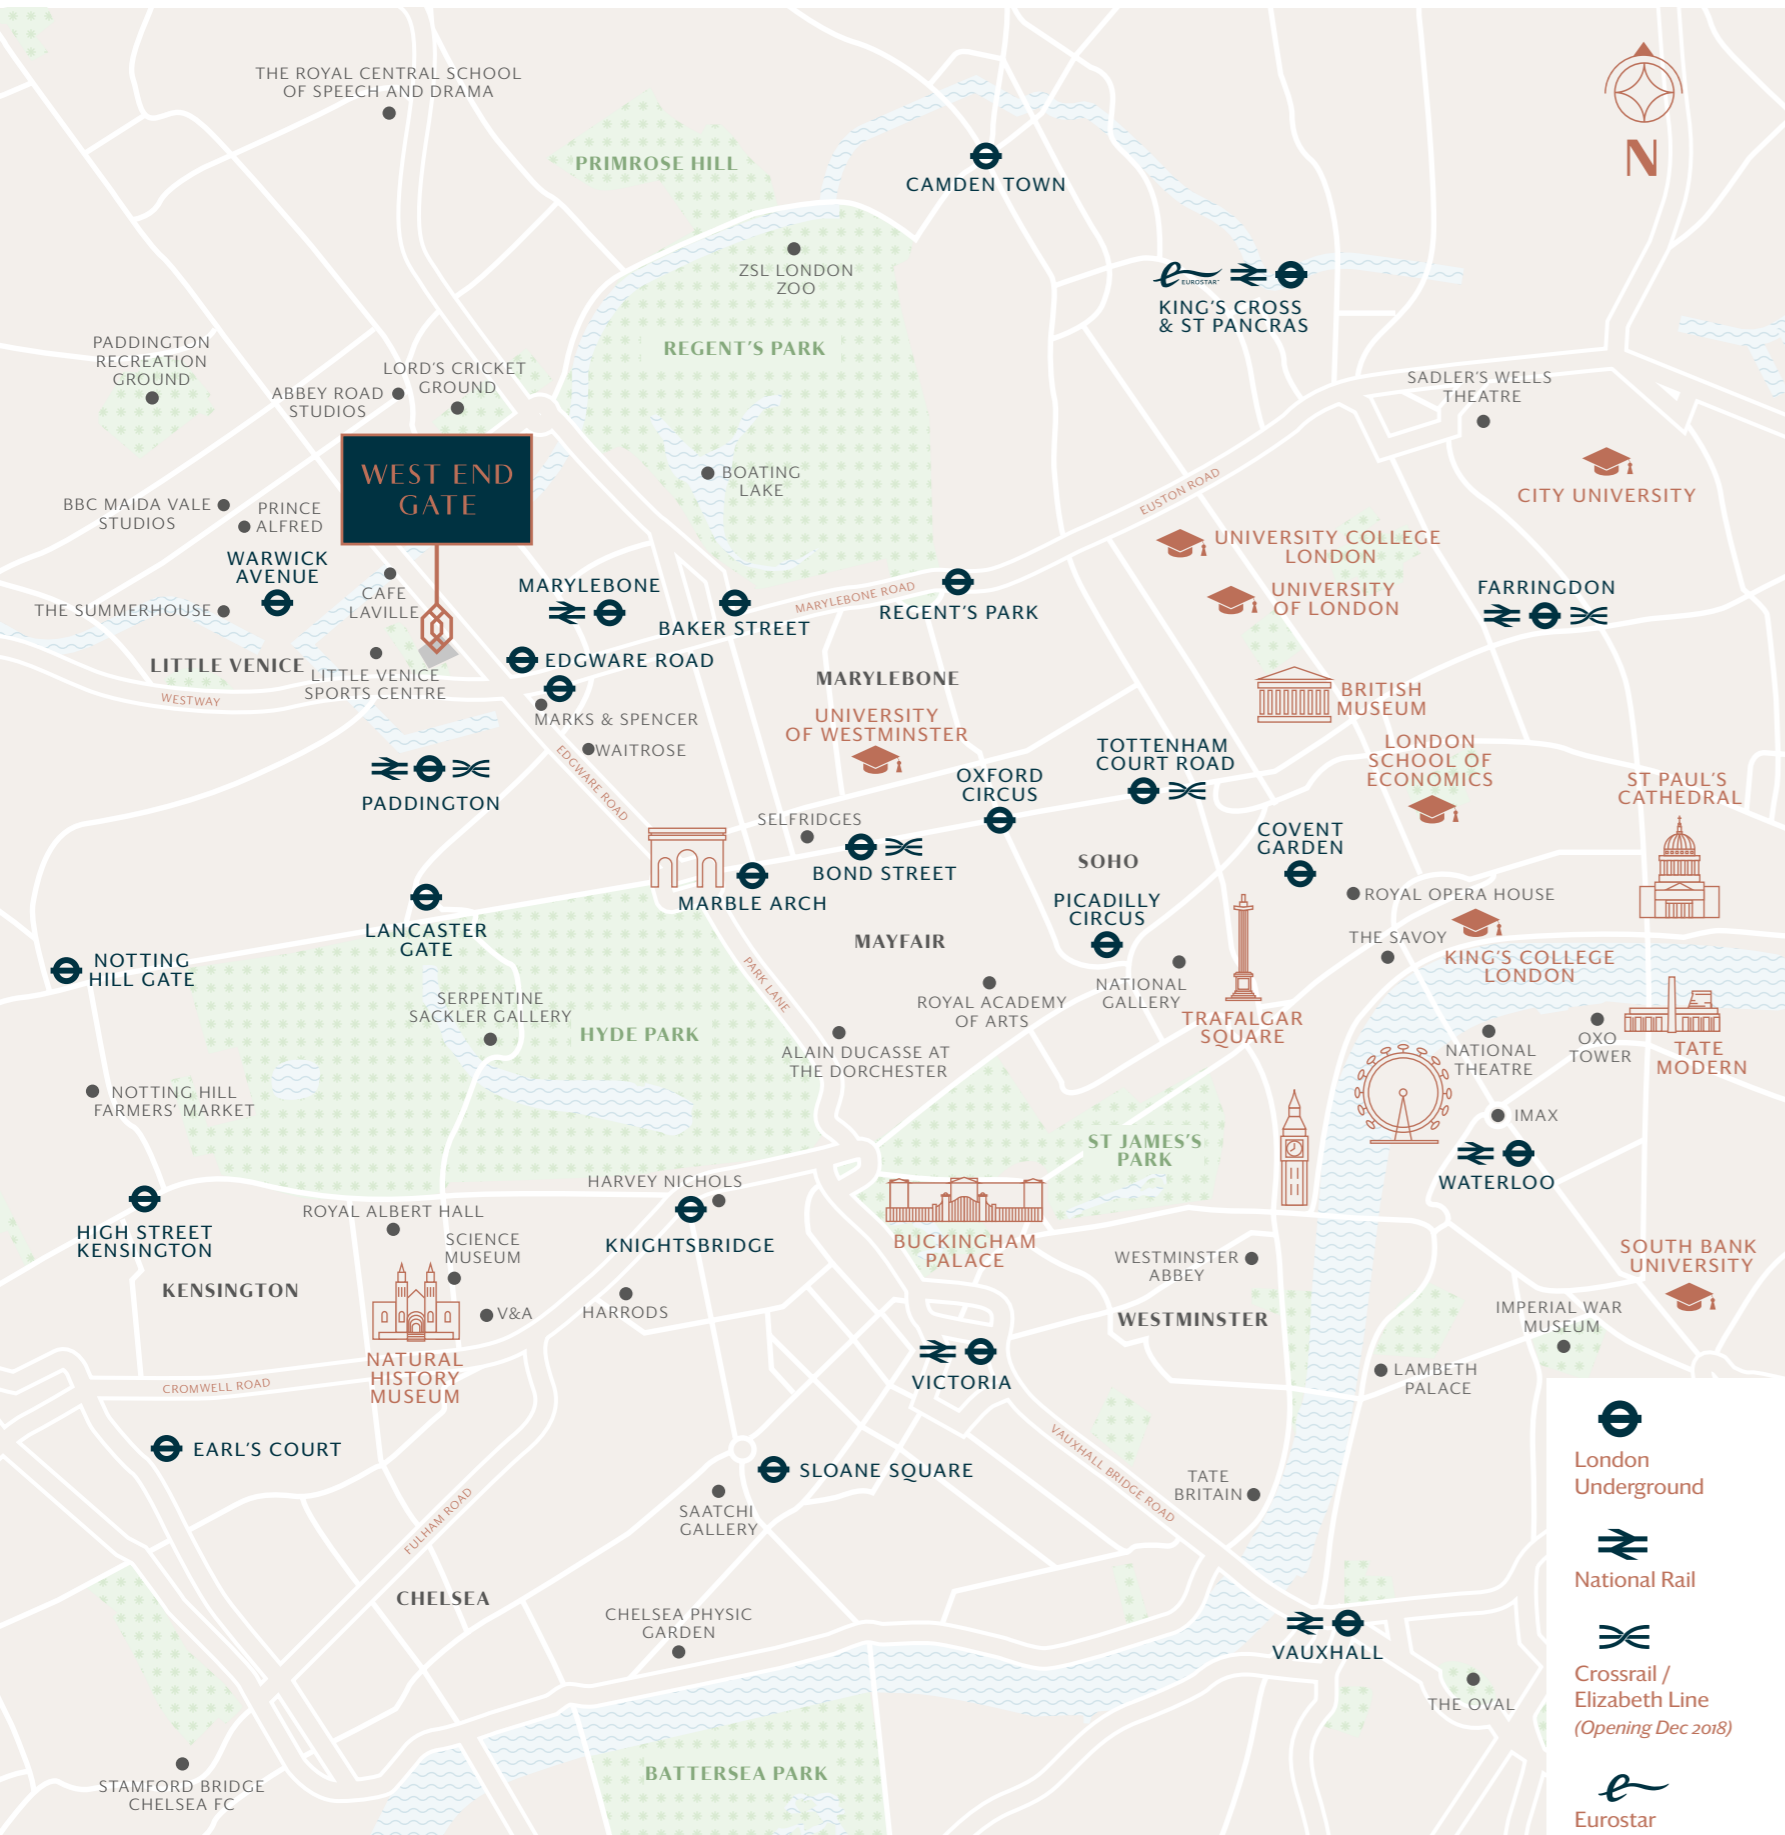 THE ROYAL CENTRAL SCHOOL
OF SPEECH AND DRAMA
N
PRIMROSE HILL
CAMDEN TOWN
ZSL LONDON
ZOO
EUROSTAR
KING'S CROSS
& ST PANCRAS
PADDINGTON
RECREATION
GROUND
REGENT'S PARK
LORD'S CRICKET
GROUND
ABBEY ROAD
STUDIOS
SADLER'S WELLS
THEATRE
WEST END
GATE
BOATING
LAKE
EUSTON ROAD
CITY UNIVERSITY
BBC MAIDA VALE
STUDIOS
PRINCE
ALFRED
UNIVERSITY COLLEGE
LONDON
WARWICK
AVENUE
CAFE
LAVILLE
MARYLEBONE
MARYLEBONE ROAD
UNIVERSITY
OF LONDON
FARRINGDON
THE SUMMERHOUSE
BAKER STREET
REGENT'S PARK
LITTLE VENICE
LITTLE VENICE
SPORTS CENTRE
EDGWARE ROAD
MARYLEBONE
WESTWAY
BRITISH
MUSEUM
MARKS & SPENCER
WAITROSE
UNIVERSITY
OF WESTMINSTER
EDGWARE ROAD
TOTTENHAM
COURT ROAD
LONDON
SCHOOL OF
ECONOMICS
PADDINGTON
OXFORD
CIRCUS
ST PAUL'S
CATHEDRAL
SELFRIDGES
COVENT
GARDEN
BOND STREET
SOHO
MARBLE ARCH
PICADILLY
CIRCUS
ROYAL OPERA HOUSE
LANCASTER
GATE
MAYFAIR
THE SAVOY
NOTTING
HILL GATE
KING'S COLLEGE
LONDON
PARK LANE
SERPENTINE
SACKLER GALLERY
NATIONAL
GALLERY
ROYAL ACADEMY
OF ARTS
HYDE PARK
TRAFALGAR
SQUARE
ALAIN DUCASSE AT
THE DORCHESTER
NATIONAL
THEATRE
OXO
TOWER
TATE
MODERN
NOTTING HILL
FARMERS' MARKET
IMAX
ST JAMES'S
PARK
HARVEY NICHOLS
WATERLOO
ROYAL ALBERT HALL
HIGH STREET
KENSINGTON
SCIENCE
MUSEUM
KNIGHTSBRIDGE
BUCKINGHAM
PALACE
WESTMINSTER
ABBEY
SOUTH BANK
UNIVERSITY
KENSINGTON
V&A
HARRODS
WESTMINSTER
IMPERIAL WAR
MUSEUM
NATURAL
HISTORY
MUSEUM
CROMWELL ROAD
VICTORIA
LAMBETH
PALACE
EARL'S COURT
SLOANE SQUARE
VAUXHALL BRIDGE ROAD
TATE
BRITAIN
London
Underground
SAATCHI
GALLERY
FULHAM ROAD
National Rail
CHELSEA
CHELSEA PHYSIC
GARDEN
VAUXHALL
Crossrail /
Elizabeth Line
(Opening Dec 2018)
THE OVAL
STAMFORD BRIDGE
CHELSEA FC
BATTERSEA PARK
Eurostar